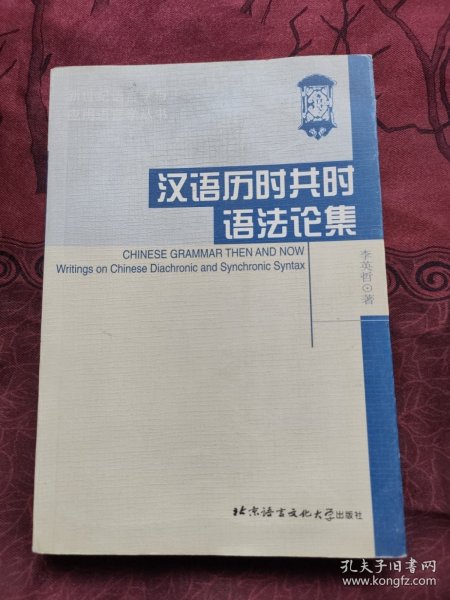 汉语历时共时
语法论集
CHINESE GRAMMAR THEN AND NOW
Writings on Chinese Diachronic and Synchronic Syntax
李英哲⊙著
北京语言文化大学出版社
孔夫子旧书网
www.kongfz.com